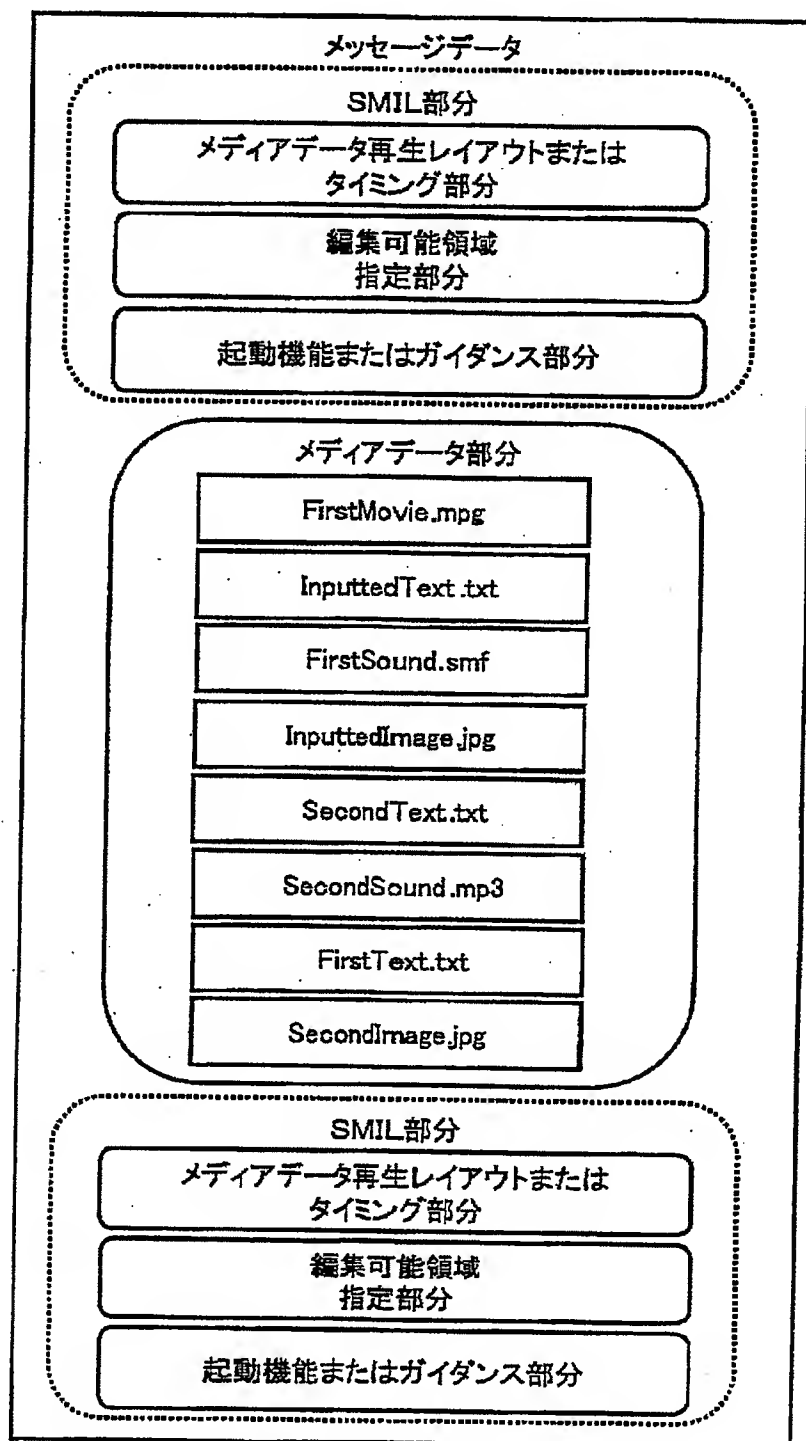 メッセージデータ
SMIL部分
メディアデータ再生レイアウトまたは
タイミング部分
編集可能領域
指定部分
起動機能またはガイダンス部分
メディアデータ部分
FirstMovie.mpg
InputtedText.txt
FirstSound.smf
InputtedImage.jpg
SecondText.txt
SecondSound.mp3
FirstText.txt
SecondImage.jpg
SMIL部分
メディアデータ再生レイアウトまたは
タイミング部分
編集可能領域
指定部分
起動機能またはガイダンス部分